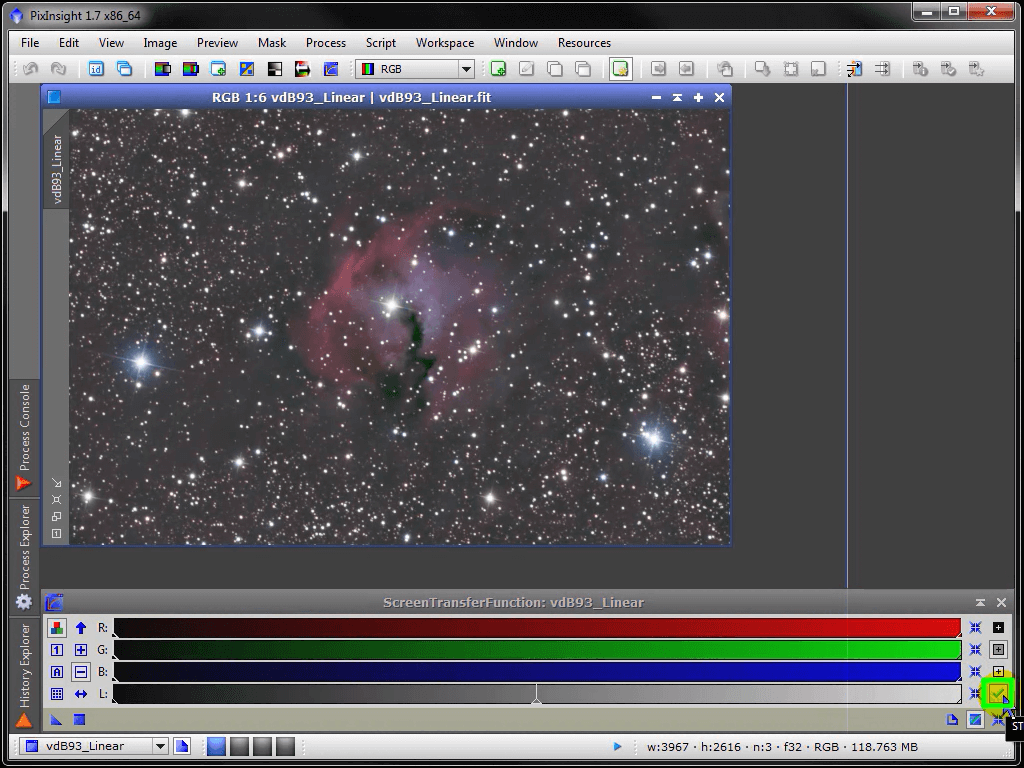 PixInsight 1.7 x86_64
File Edit View Image Preview Mask Process Script Workspace Window Resources
id RGB
RGB 1:6 vdB93_Linear | vdB93_Linear.fit
vdB93_Linear
Process Console
Process Explorer
History Explorer
ScreenTransferFunction: vdB93_Linear
R:
1 G:
A B:
L:
ST
vdB93_Linear
w:3967 · h:2616 · n:3 · f32 · RGB · 118.763 MB